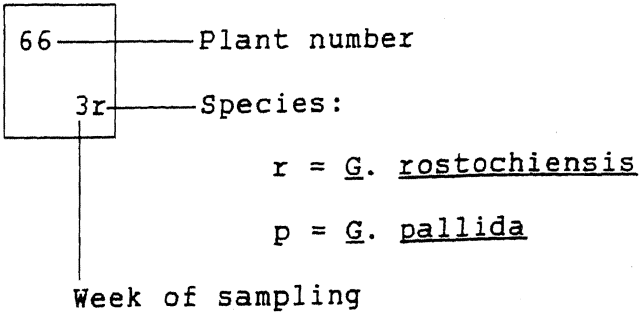 66 Plant number
3r Species:
r = G. rostochiensis
p = G. pallida
Week of sampling